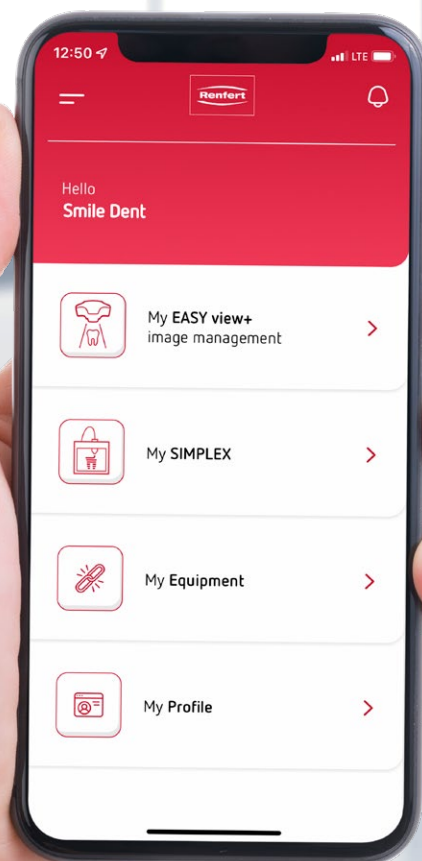 12:50
LTE
Renfert
Hello
Smile Dent
My EASY view+
image management
My SIMPLEX
My Equipment
My Profile